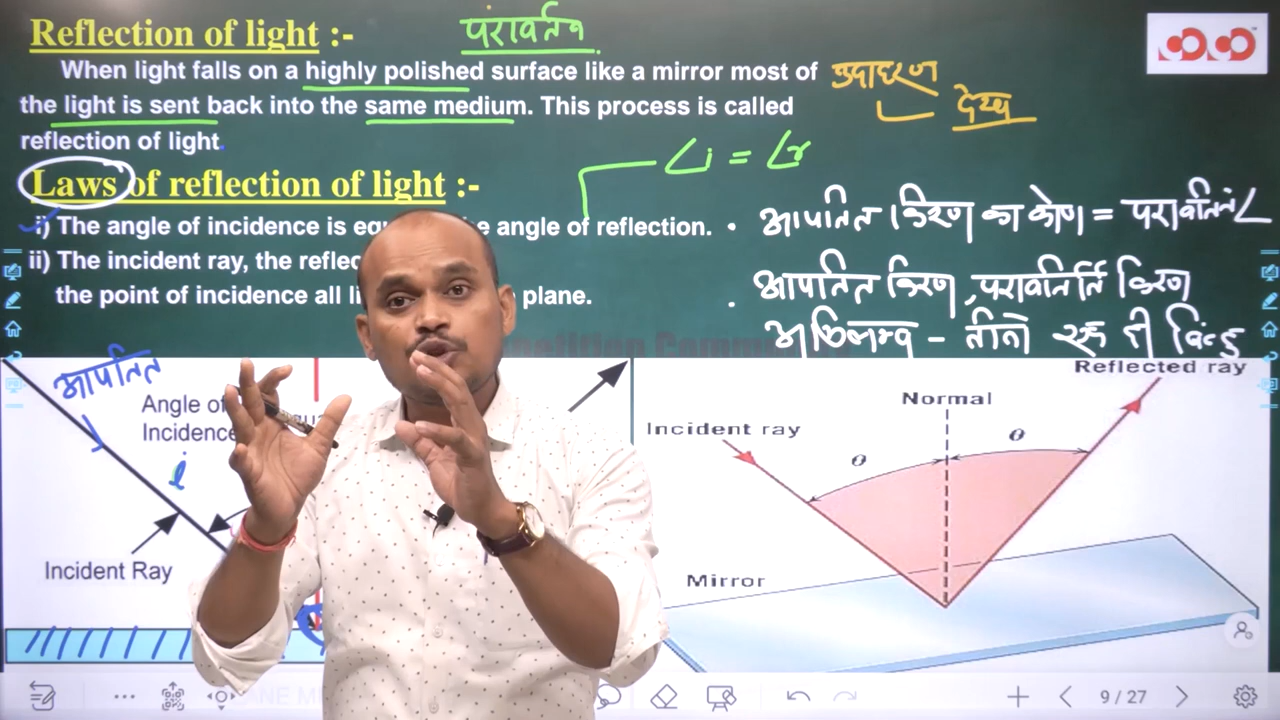 Reflection of light :-
परावर्तन
When light falls on a highly polished surface like a mirror most of
the light is sent back into the same medium. This process is called
reflection of light.
उदाहरण
∠i = ∠r
Laws of reflection of light :-
i) The angle of incidence is equ e angle of reflection.
ii) The incident ray, the reflec
the point of incidence all li plane.
आपतित किरण का कोण = परावर्तित ∠
आपतित किरण, परावर्तित किरण
अभिलम्ब - तीनो एक ही बिंदु
आपतित
Angle of
Incidence
i
Incident Ray
Reflected ray
Normal
Incident ray
θ
θ
Mirror
9 / 27